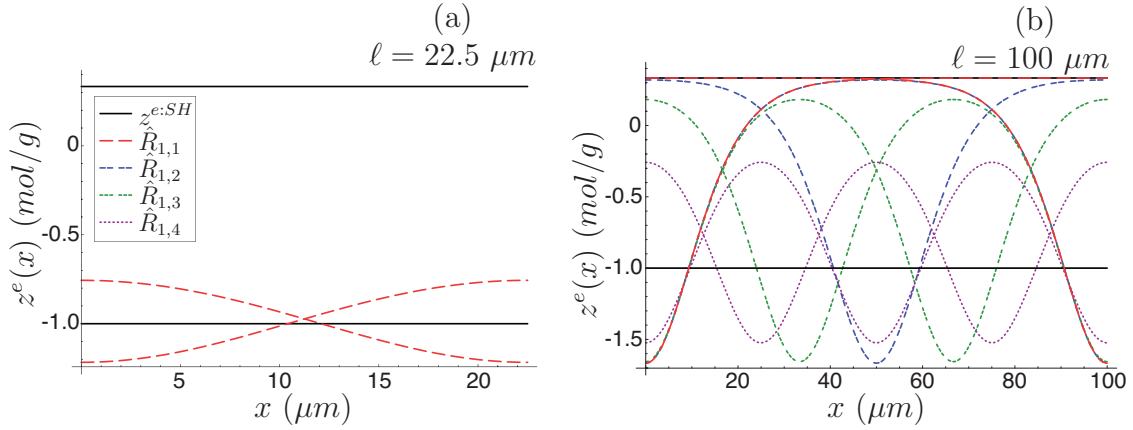 (a)
ℓ = 22.5 μm
z^e(x) (mol/g)
0
-0.5
-1.0
z^{e:SH}
R̂_{1,1}
R̂_{1,2}
R̂_{1,3}
R̂_{1,4}
5 10 15 20
x (μm)
(b)
ℓ = 100 μm
z^e(x) (mol/g)
0
-0.5
-1.0
-1.5
20 40 60 80 100
x (μm)